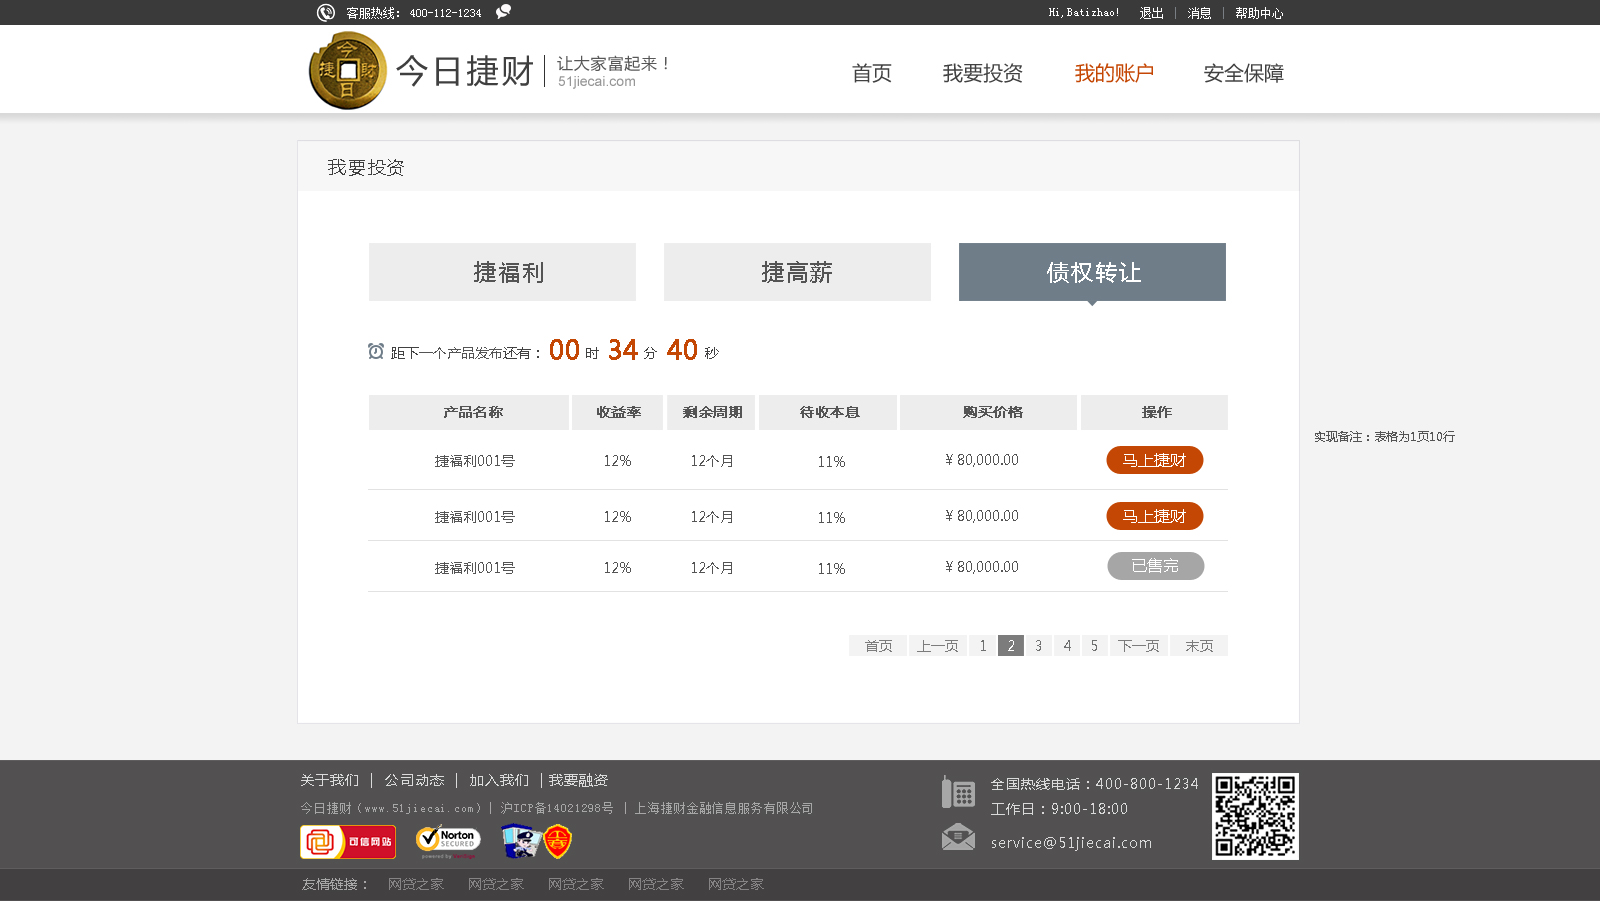 客服热线： 400-112-1234
Hi,Batizhao! 退出 | 消息 | 帮助中心
今日捷财
今日捷财 | 让大家富起来！
51jiecai.com
首页 我要投资 我的账户 安全保障
我要投资
捷福利 捷高薪 债权转让
距下一个产品发布还有： 00 时 34 分 40 秒
产品名称 收益率 剩余周期 待收本息 购买价格 操作
捷福利001号 12% 12个月 11% ¥ 80,000.00 马上捷财
捷福利001号 12% 12个月 11% ¥ 80,000.00 马上捷财
捷福利001号 12% 12个月 11% ¥ 80,000.00 已售完
实现备注：表格为1页10行
首页 上一页 1 2 3 4 5 下一页 末页
关于我们 | 公司动态 | 加入我们 | 我要融资
今日捷财（www.51jiecai.com）| 沪ICP备14021298号 | 上海捷财金融信息服务有限公司
可信网站
Norton
SECURED
powered by VeriSign
全国热线电话：400-800-1234
工作日：9:00-18:00
service@51jiecai.com
友情链接： 网贷之家 网贷之家 网贷之家 网贷之家 网贷之家